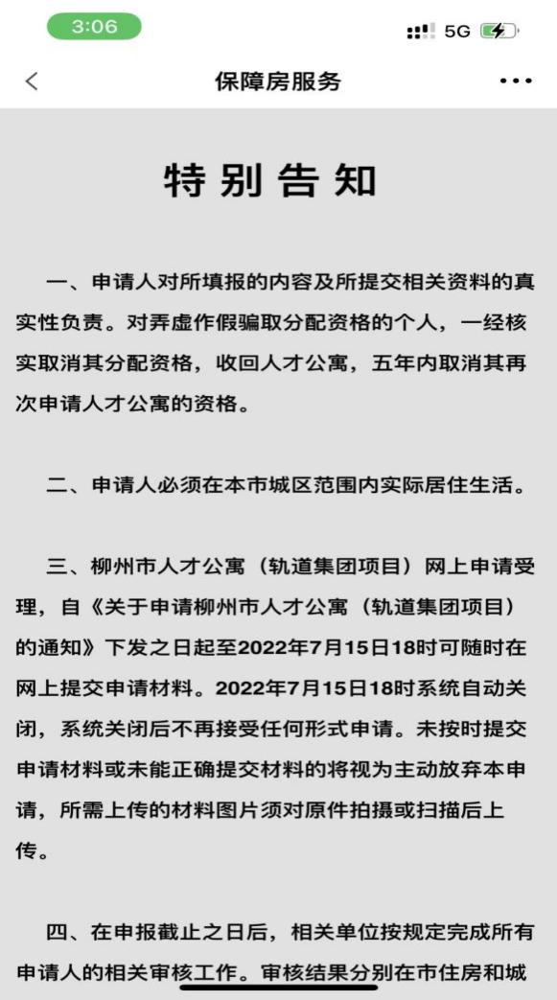 3:06
5G
保障房服务
特别告知
一、申请人对所填报的内容及所提交相关资料的真
实性负责。对弄虚作假骗取分配资格的个人，一经核
实取消其分配资格，收回人才公寓，五年内取消其再
次申请人才公寓的资格。
二、申请人必须在本市城区范围内实际居住生活。
三、柳州市人才公寓（轨道集团项目）网上申请受
理，自《关于申请柳州市人才公寓（轨道集团项目）
的通知》下发之日起至2022年7月15日18时可随时在
网上提交申请材料。2022年7月15日18时系统自动关
闭，系统关闭后不再接受任何形式申请。未按时提交
申请材料或未能正确提交材料的将视为主动放弃本申
请，所需上传的材料图片须对原件拍摄或扫描后上
传。
四、在申报截止之日后，相关单位按规定完成所有
申请人的相关审核工作。审核结果分别在市住房和城